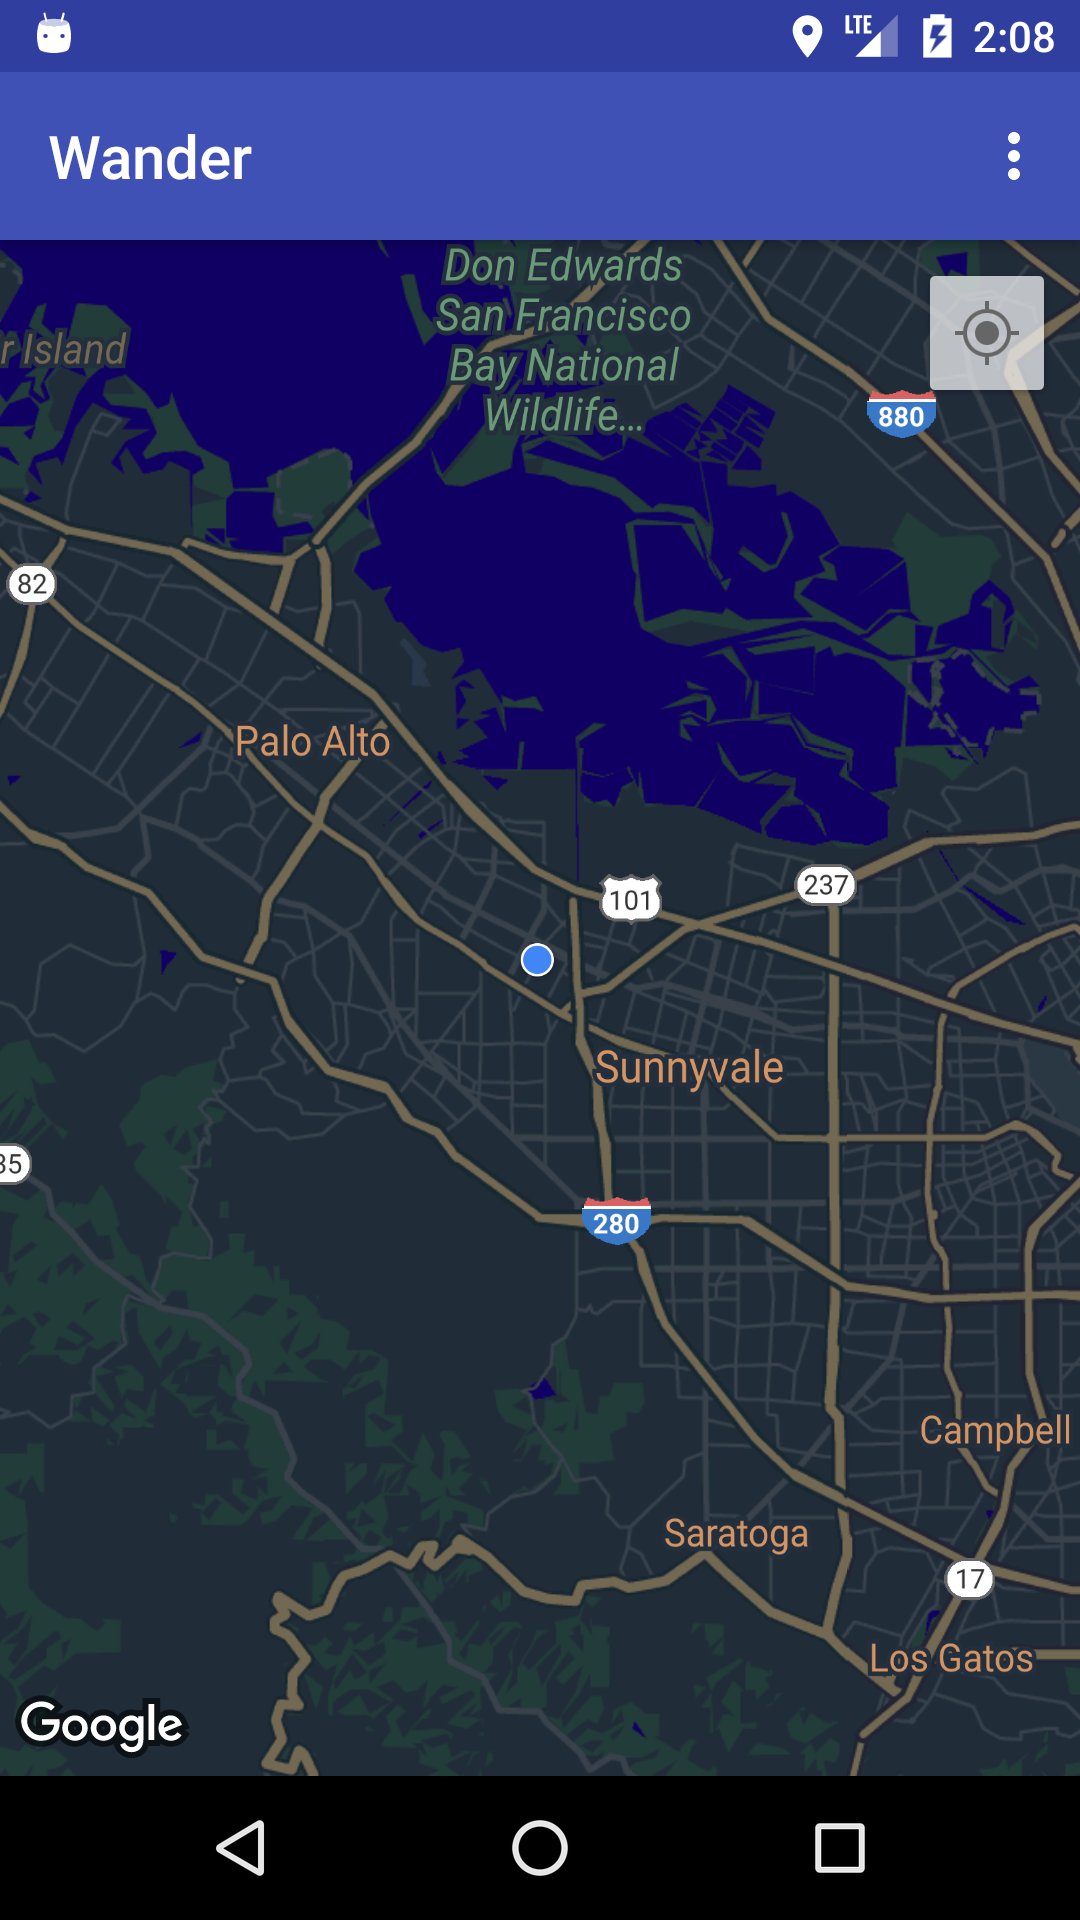 LTE 2:08
Wander
Don Edwards
San Francisco
Bay National
Wildlife…
r Island
880
82
Palo Alto
237
101
Sunnyvale
35
280
Campbell
Saratoga
17
Los Gatos
Google